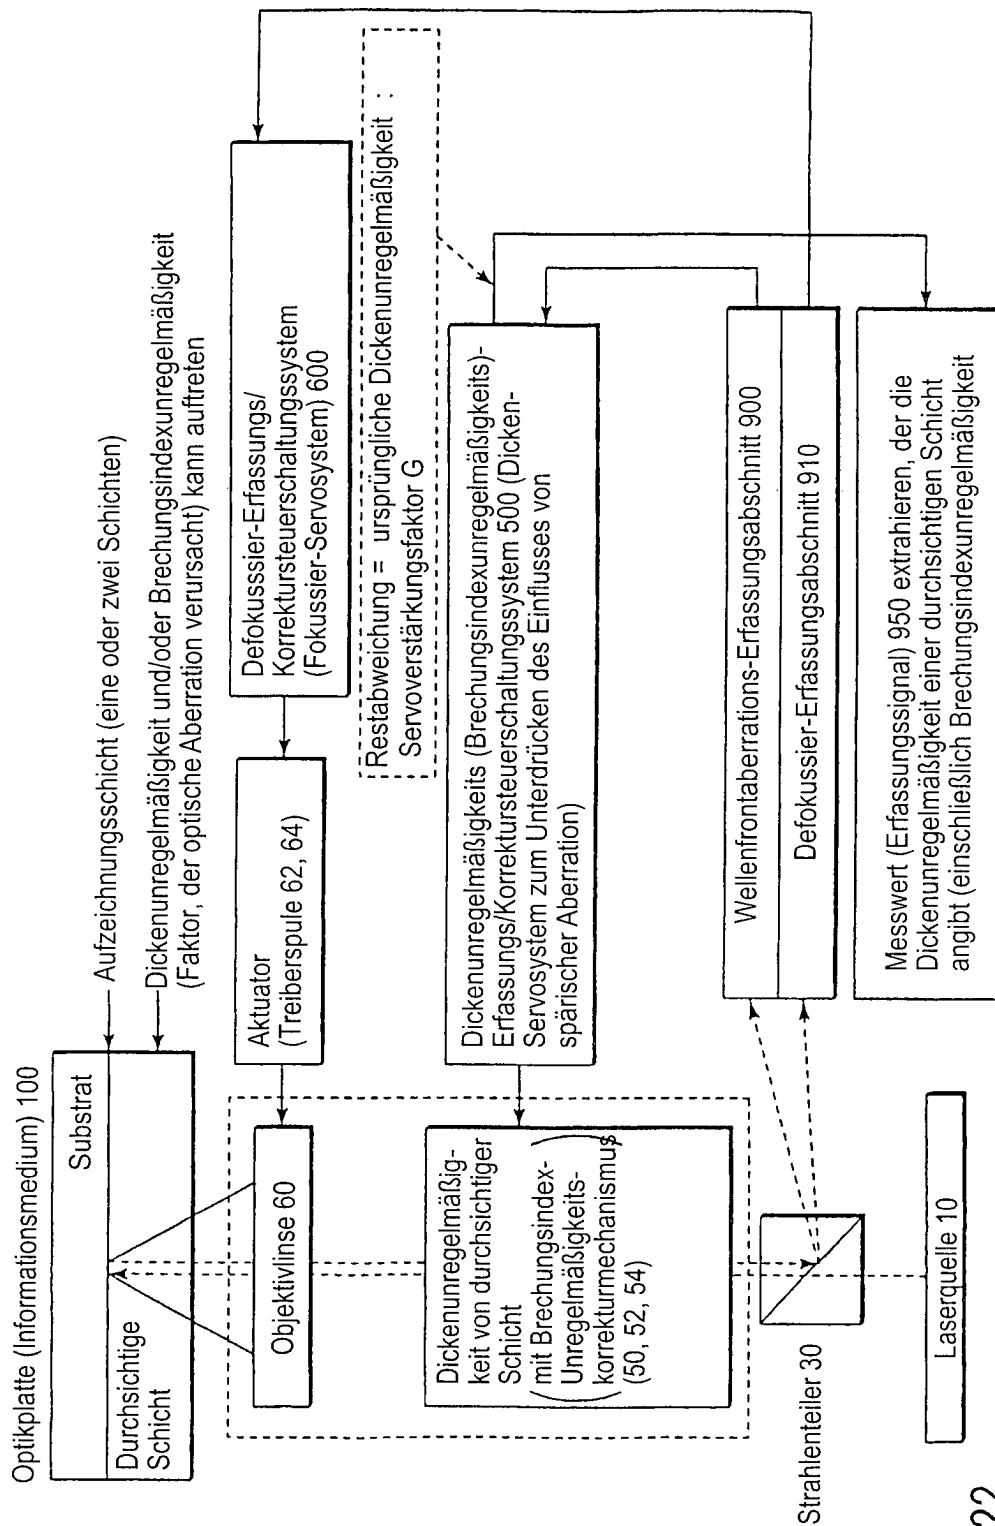 Optikplatte (Informationsmedium) 100
Substrat
Durchsichtige
Schicht
Aufzeichnungsschicht (eine oder zwei Schichten)
Dickenunregelmäßigkeit und/oder Brechungsindexunregelmäßigkeit
(Faktor, der optische Aberration verursacht) kann auftreten
Objektivlinse 60
Aktuator
(Treiberspule 62, 64)
Defokusssier-Erfassungs/
Korrektursteuerschaltungssystem
(Fokussier-Servosystem) 600
Restabweichung = ursprüngliche Dickenunregelmäßigkeit :
Servoverstärkungsfaktor G
Dickenunregelmäßig-
keit von durchsichtiger
Schicht
(mit Brechungsindex-
Unregelmäßigkeits-
korrekturmechanismus)
(50, 52, 54)
Dickenunregelmäßigkeits (Brechungsindexunregelmäßigkeits)-
Erfassungs/Korrektursteuerschaltungssystem 500 (Dicken-
Servosystem zum Unterdrücken des Einflusses von
spärischer Aberration)
Strahlenteiler 30
Wellenfrontaberrations-Erfassungsabschnitt 900
Defokussier-Erfassungsabschnitt 910
Laserquelle 10
Messwert (Erfassungssignal) 950 extrahieren, der die
Dickenunregelmäßigkeit einer durchsichtigen Schicht
angibt (einschließlich Brechungsindexunregelmäßigkeit
22